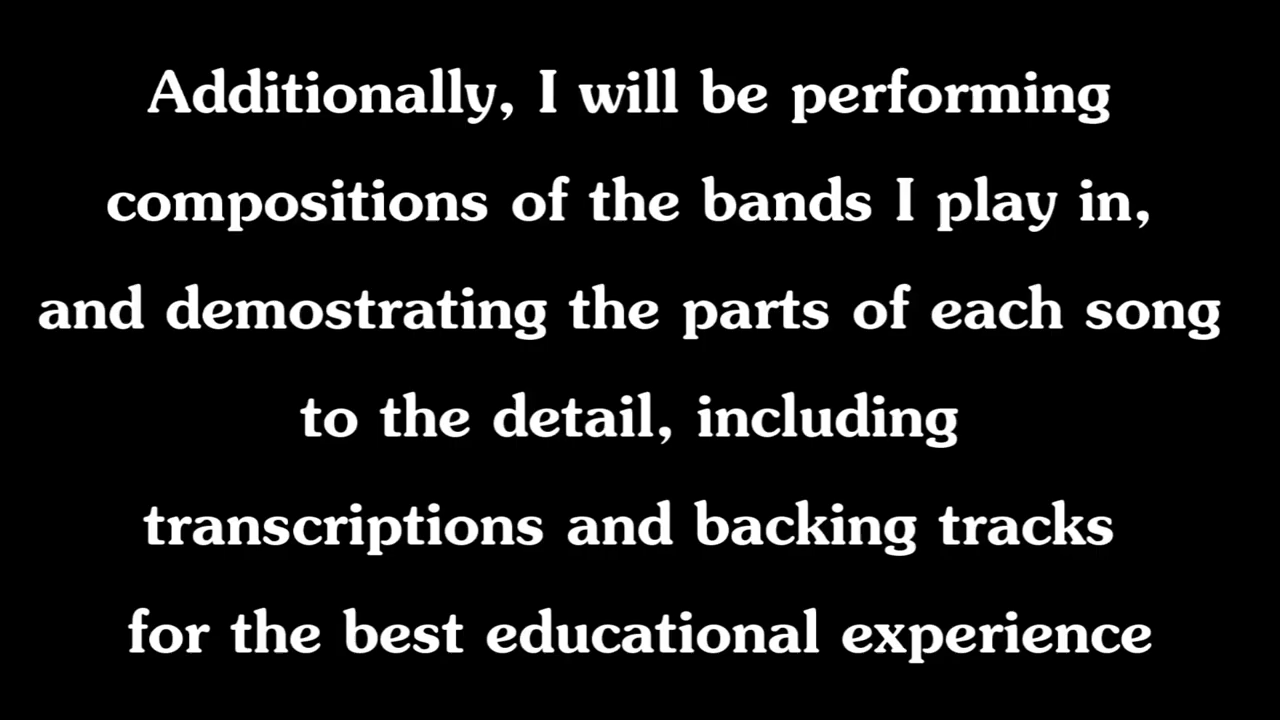 Additionally, I will be performing
compositions of the bands I play in,
and demostrating the parts of each song
to the detail, including
transcriptions and backing tracks
for the best educational experience